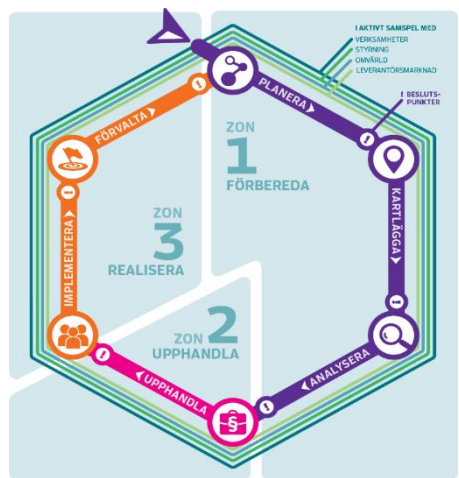 I AKTIVT SAMSPEL MED
VERKSAMHETER
STYRNING
OMVÄRLD
LEVERANTÖRSMARKNAD
! BESLUTS-
PUNKTER
PLANERA
!
KARTLÄGGA
!
ANALYSERA
!
§
UPPHANDLA
!
IMPLEMENTERA
!
FÖRVALTA
!
ZON
1
FÖRBEREDA
ZON
3
REALISERA
ZON 2
UPPHANDLA